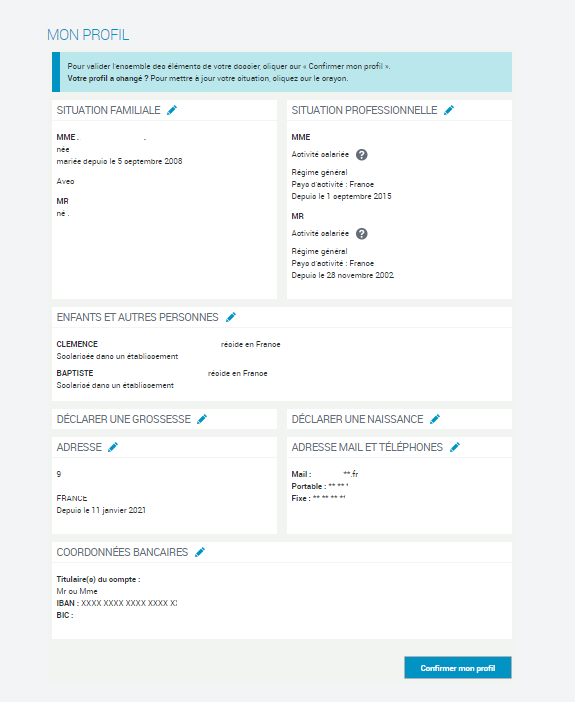 MON PROFIL
Pour valider l'ensemble des éléments de votre dossier, cliquer sur « Confirmer mon profil ».
Votre profil a changé ? Pour mettre à jour votre situation, cliquez sur le crayon.
SITUATION FAMILIALE
MME .
née
mariée depuis le 5 septembre 2008
Avec
MR
né .
SITUATION PROFESSIONNELLE
MME
Activité salariée ?
Régime général
Pays d'activité : France
Depuis le 1 septembre 2015
MR
Activité salariée ?
Régime général
Pays d'activité : France
Depuis le 28 novembre 2002
ENFANTS ET AUTRES PERSONNES
CLEMENCE réside en France
Scolarisée dans un établissement
BAPTISTE réside en France
Scolarisé dans un établissement
DÉCLARER UNE GROSSESSE
DÉCLARER UNE NAISSANCE
ADRESSE
9
FRANCE
Depuis le 11 janvier 2021
ADRESSE MAIL ET TÉLÉPHONES
Mail : **.fr
Portable : ** ** *
Fixe : ** ** ** **
COORDONNÉES BANCAIRES
Titulaire(s) du compte :
Mr ou Mme
IBAN : XXXX XXXX XXXX XXXX XX
BIC :
Confirmer mon profil